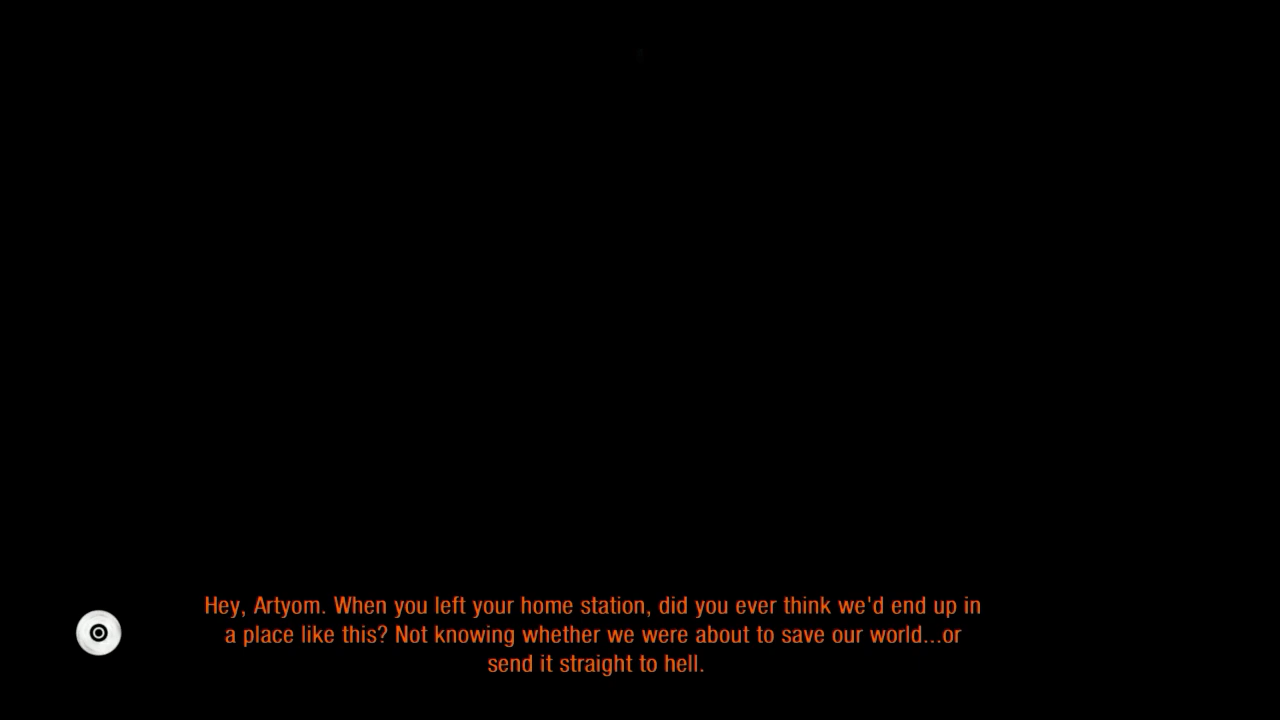 Hey, Artyom. When you left your home station, did you ever think we'd end up in
a place like this? Not knowing whether we were about to save our world...or
send it straight to hell.